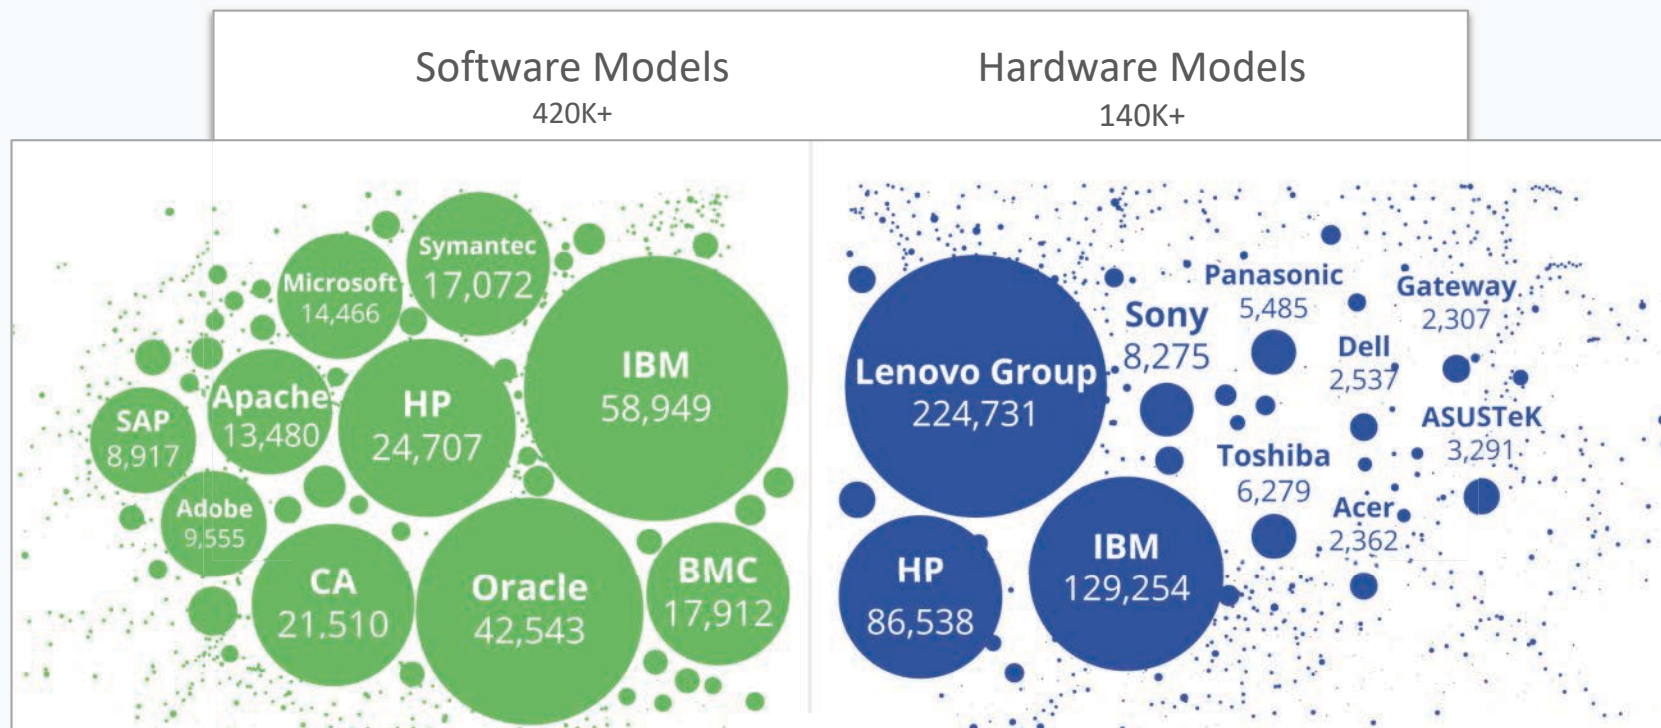 Software Models
420K+
Hardware Models
140K+
Symantec
17,072
Microsoft
14,466
IBM
58,949
HP
24,707
Apache
13,480
SAP
8,917
Adobe
9,555
CA
21.510
Oracle
42,543
BMC
17,912
Lenovo Group
224,731
Sony
8,275
Panasonic
5,485
Gateway
2,307
Dell
2,537
ASUSTeK
3,291
Toshiba
6,279
Acer
2,362
IBM
129,254
HP
86,538